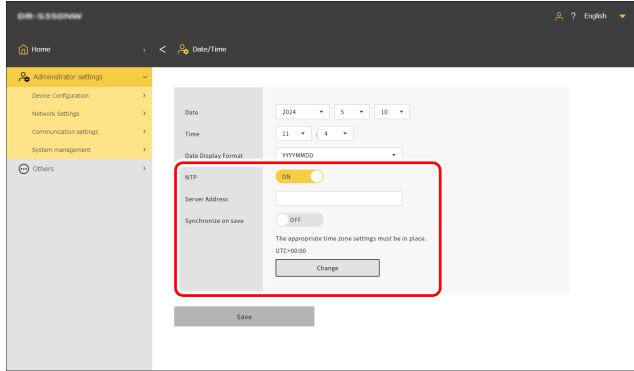 DR-S350NW
? English
Home
Date/Time
Administrator settings
Device Configuration
Network Settings
Communication settings
System management
Others
Date 2024 5 10
Time 11 : 4
Date Display Format YYYYMMDD
NTP ON
Server Address
Synchronize on save OFF
The appropriate time zone settings must be in place.
UTC+00:00
Change
Save